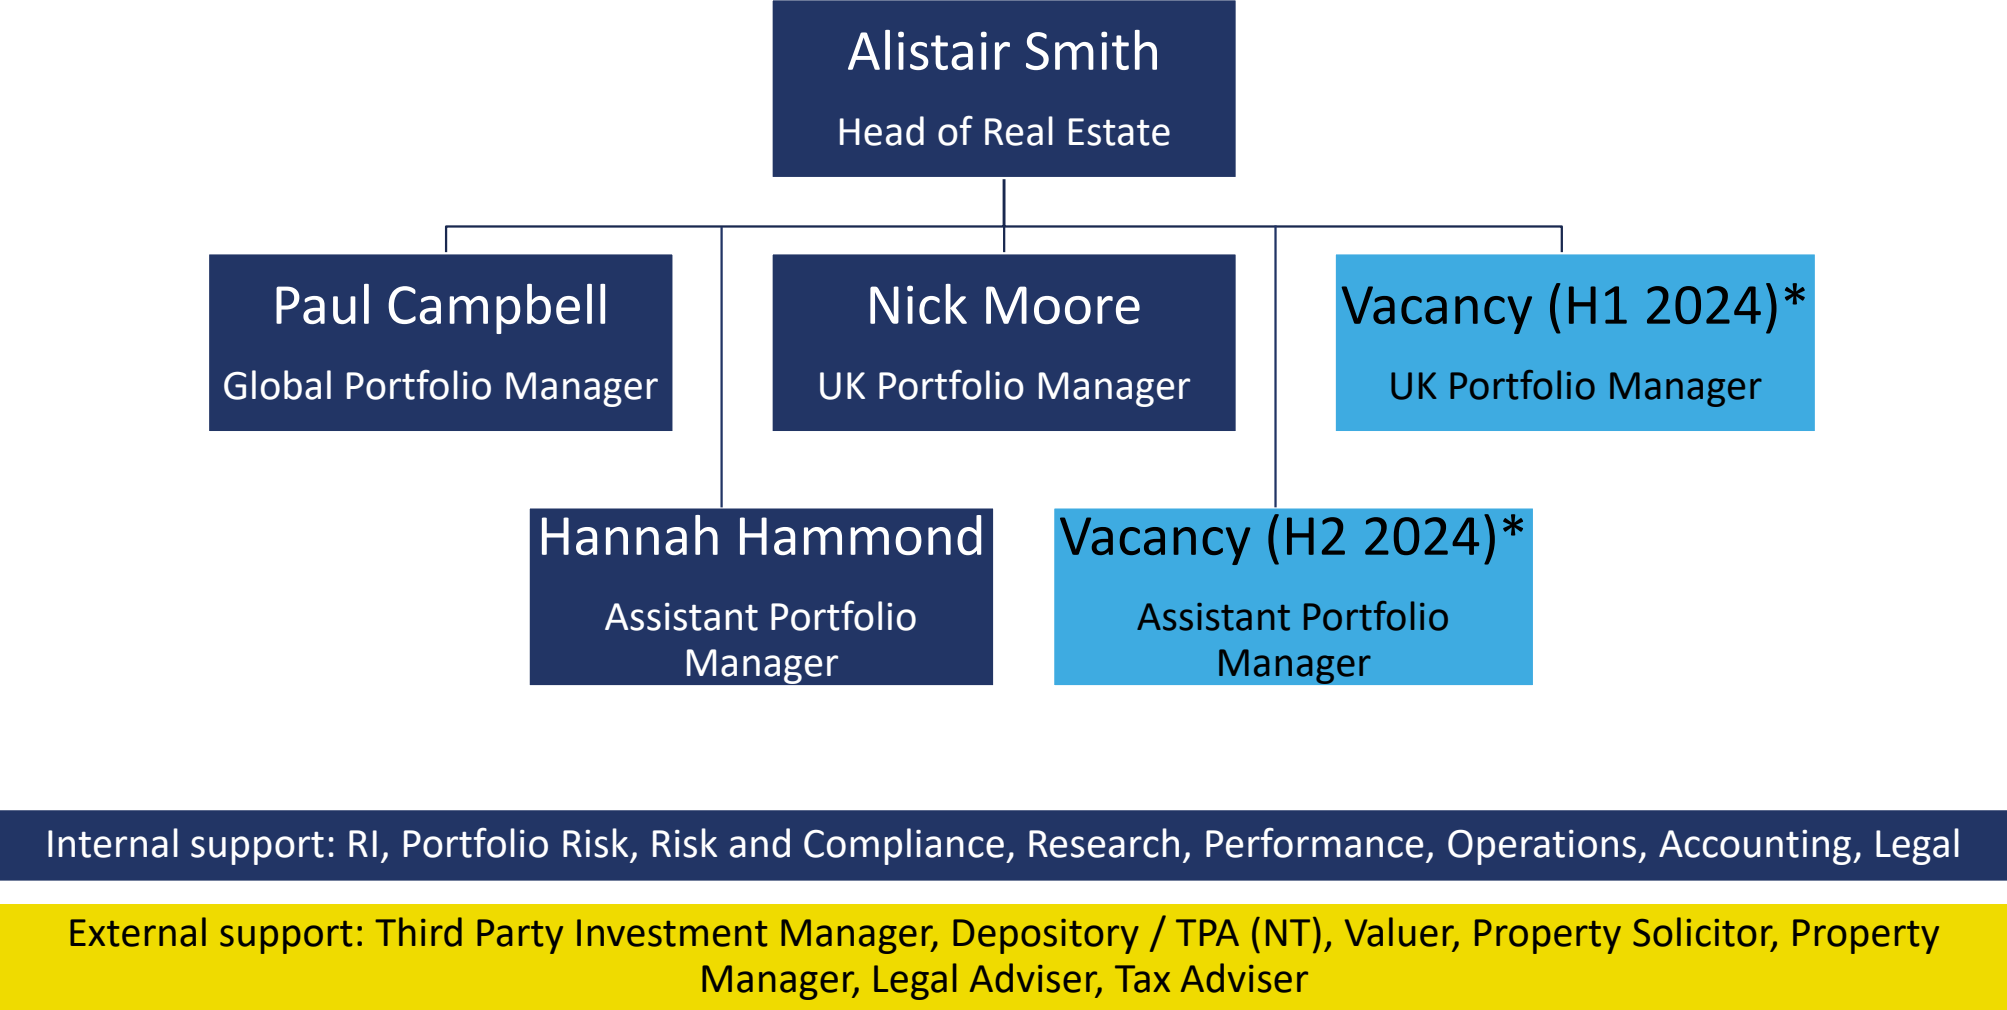 Alistair Smith
Head of Real Estate
Paul Campbell
Global Portfolio Manager
Nick Moore
UK Portfolio Manager
Vacancy (H1 2024)*
UK Portfolio Manager
Hannah Hammond
Assistant Portfolio
Manager
Vacancy (H2 2024)*
Assistant Portfolio
Manager
Internal support: RI, Portfolio Risk, Risk and Compliance, Research, Performance, Operations, Accounting, Legal
External support: Third Party Investment Manager, Depository / TPA (NT), Valuer, Property Solicitor, Property
Manager, Legal Adviser, Tax Adviser